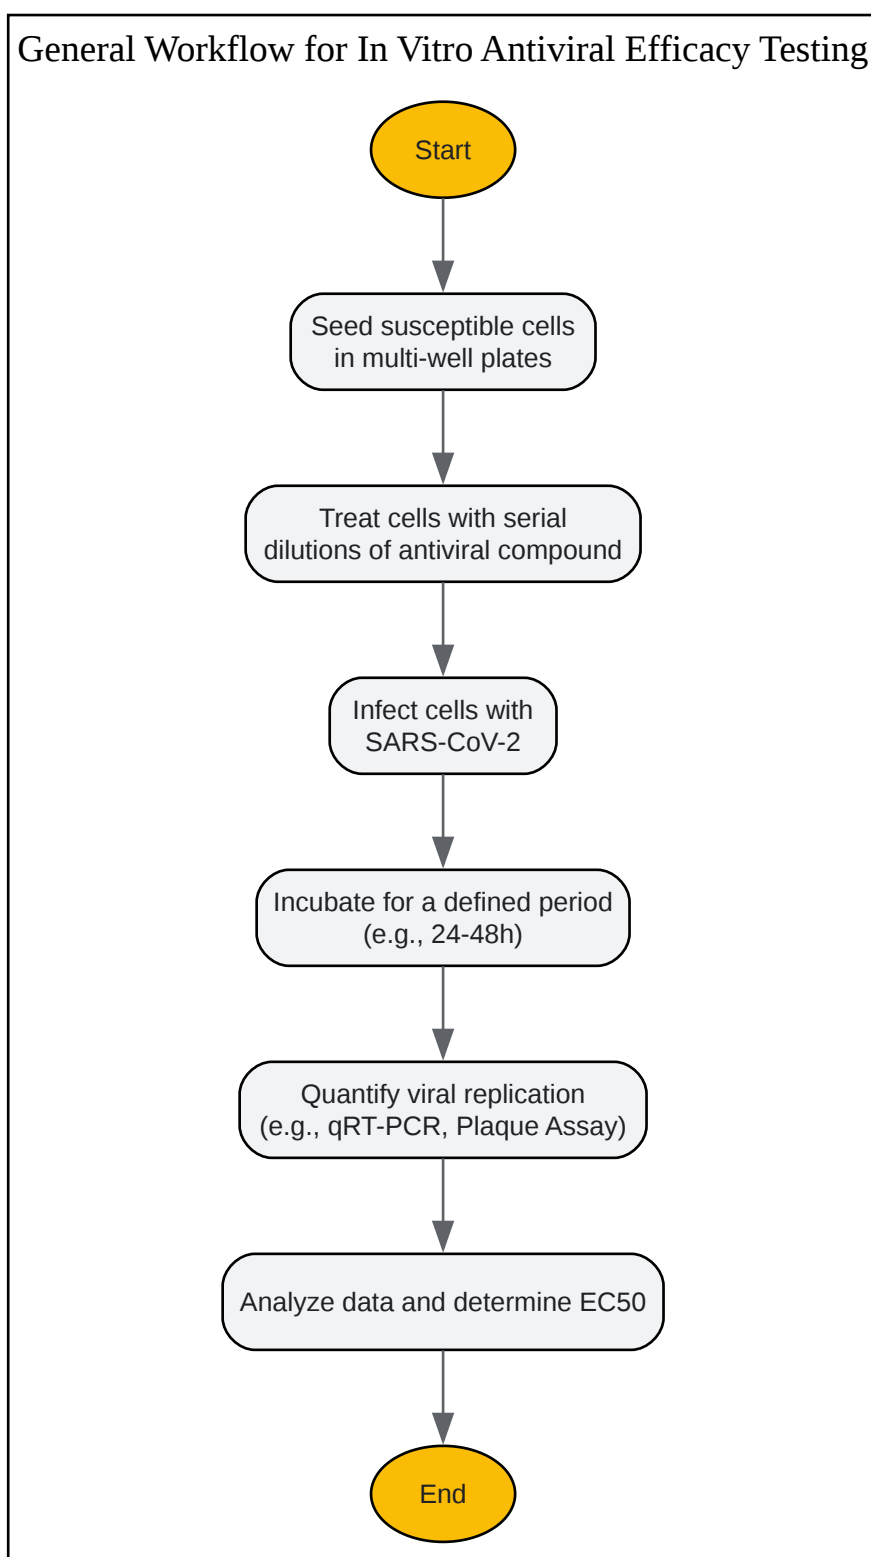 General Workflow for In Vitro Antiviral Efficacy Testing
Start
Seed susceptible cells
in multi-well plates
Treat cells with serial
dilutions of antiviral compound
Infect cells with
SARS-CoV-2
Incubate for a defined period
(e.g., 24-48h)
Quantify viral replication
(e.g., qRT-PCR, Plaque Assay)
Analyze data and determine EC50
End